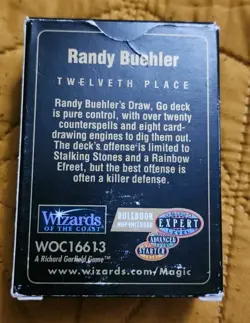 Randy Buehler
TWELVETH PLACE
Randy Buehler's Draw, Go deck
is pure control, with over twenty
counterspells and eight card-
drawing engines to dig them out.
The deck's offense is limited to
Stalking Stones and a Rainbow
Efreet, but the best offense is
often a killer defense.
Wizards
OF THE COAST
RULEBOOK
NOT INCLUDED
EXPERT
ADVANCED
STARTER
WOC16613
A Richard Garfield Game
www.wizards.com/Magic